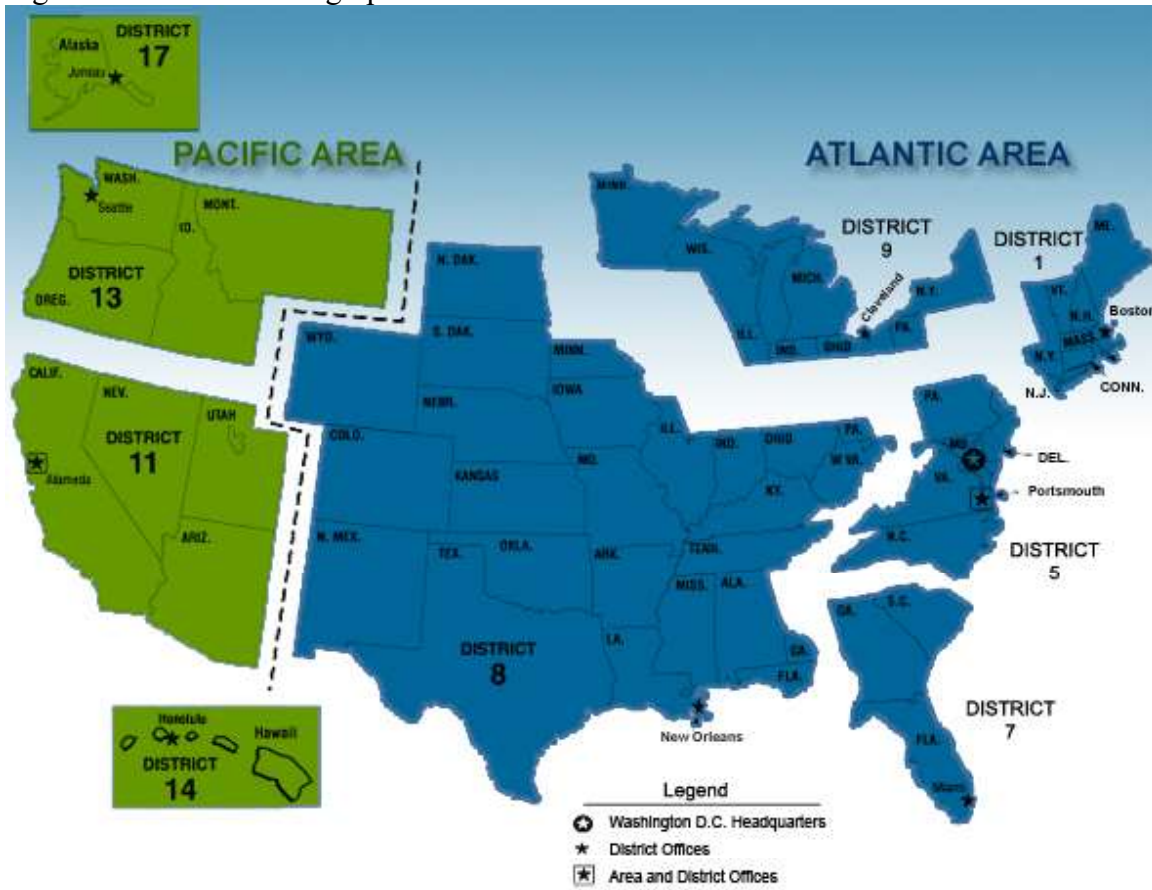 DISTRICT
17
Alaska
Juneau
PACIFIC AREA
ATLANTIC AREA
WASH.
Seattle
MONT.
ID.
DISTRICT
13
OREG.
CALIF.
NEV.
UTAH
DISTRICT
11
Alameda
ARIZ.
Honolulu
Hawaii
DISTRICT
14
N. DAK.
WYO.
S. DAK.
MINN.
NEBR.
IOWA
COLO.
ILL.
IND.
OHIO
PA.
W VA.
KANSAS
MO.
KY.
N. MEX.
TEX.
OKLA.
ARK.
TENN.
MISS.
ALA.
LA.
GA.
FLA.
DISTRICT
8
New Orleans
MINN.
WIS.
MICH.
DISTRICT
9
Cleveland
N.Y.
ILL.
IND.
OHIO
PA.
DISTRICT
1
ME.
VT.
N.H.
Boston
MASS.
N.Y.
N.J.
CONN.
PA.
MD.
DEL.
VA.
Portsmouth
N.C.
DISTRICT
5
GA.
S.C.
DISTRICT
7
FLA.
Miami
Legend
Washington D.C. Headquarters
District Offices
Area and District Offices